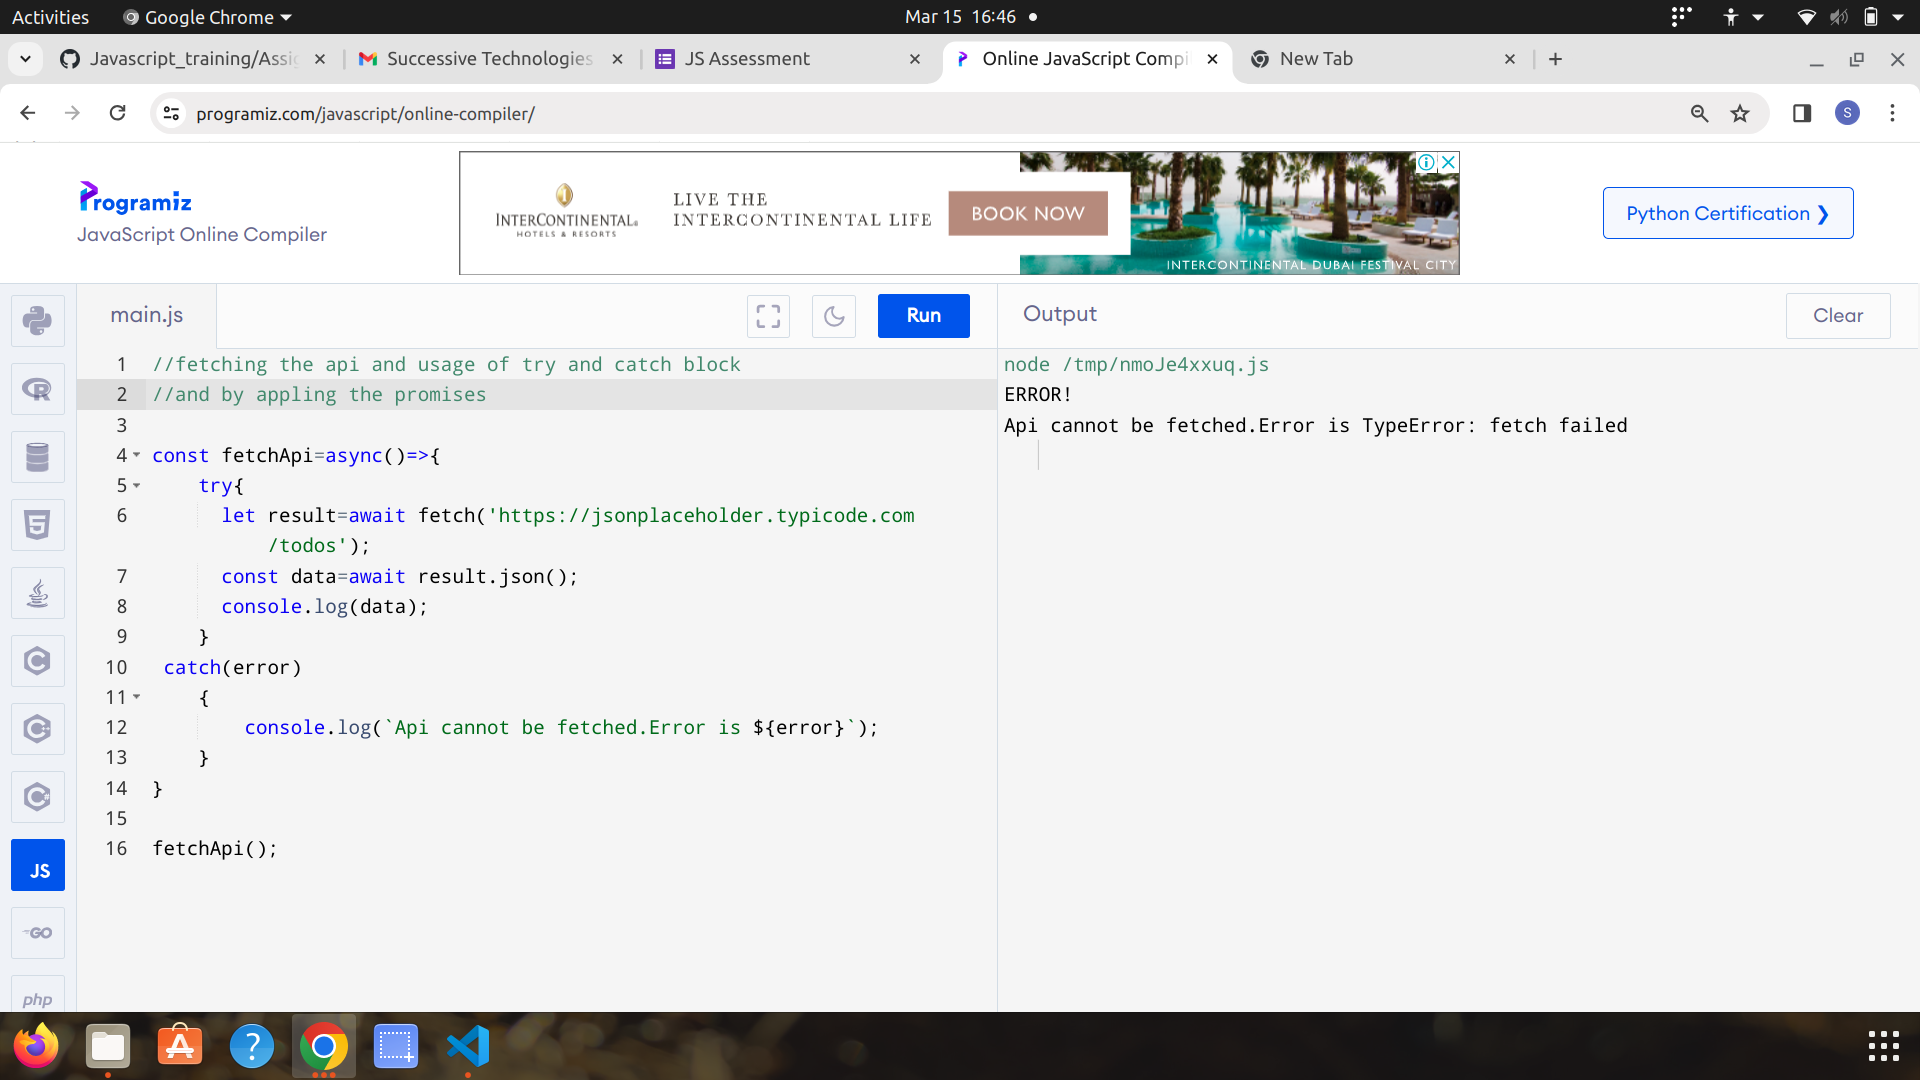 Activities
Google Chrome
Mar 15 16:46
Javascript_training/Assig
Successive Technologies
JS Assessment
Online JavaScript Compi
New Tab
programiz.com/javascript/online-compiler/
S
Programiz
JavaScript Online Compiler
INTERCONTINENTAL
HOTELS & RESORTS
LIVE THE
INTERCONTINENTAL LIFE
BOOK NOW
INTERCONTINENTAL DUBAI FESTIVAL CITY
Python Certification ❯
main.js
Run
Output
Clear
1 //fetching the api and usage of try and catch block
2 //and by appling the promises
3
4 const fetchApi=async()=>{
5 try{
6 let result=await fetch('https://jsonplaceholder.typicode.com
/todos');
7 const data=await result.json();
8 console.log(data);
9 }
10 catch(error)
11 {
12 console.log(`Api cannot be fetched.Error is ${error}`);
13 }
14 }
15
16 fetchApi();
node /tmp/nmoJe4xxuq.js
ERROR!
Api cannot be fetched.Error is TypeError: fetch failed
R
5
C
C++
C#
JS
GO
php